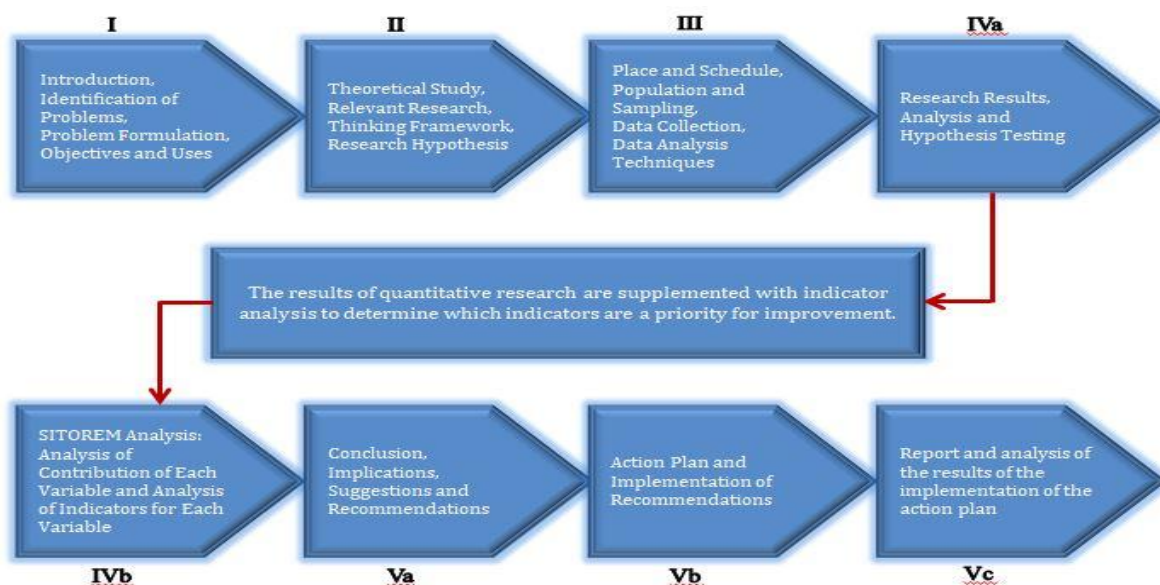 I
II
III
IVa
Introduction,
Identification of
Problems,
Problem Formulation,
Objectives and Uses
Theoretical Study,
Relevant Research,
Thinking Framework,
Research Hypothesis
Place and Schedule,
Population and
Sampling,
Data Collection,
Data Analysis
Techniques
Research Results,
Analysis and
Hypothesis Testing
The results of quantitative research are supplemented with indicator
analysis to determine which indicators are a priority for improvement.
SITOREM Analysis:
Analysis of
Contribution of Each
Variable and Analysis
of Indicators for Each
Variable
Conclusion,
Implications,
Suggestions and
Recommendations
Action Plan and
Implementation of
Recommendations
Report and analysis of
the results of the
implementation of the
action plan
IVb
Va
Vb
Vc